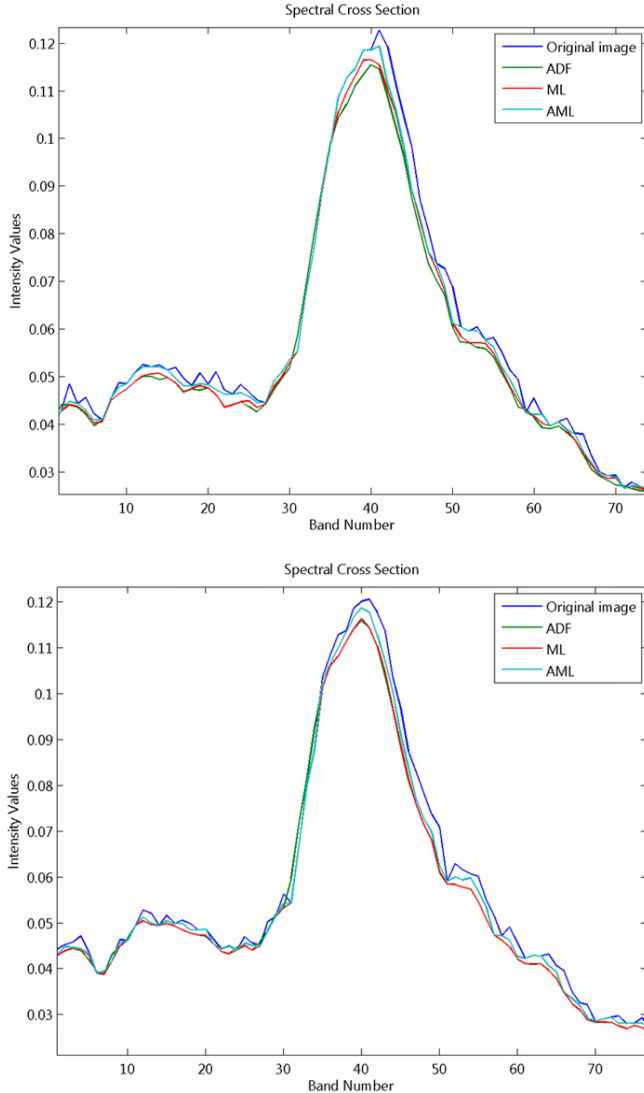 Spectral Cross Section
0.12
0.11
0.1
0.09
0.08
0.07
0.06
0.05
0.04
0.03
Intensity Values
Original image
ADF
ML
AML
10 20 30 40 50 60 70
Band Number
Spectral Cross Section
0.12
0.11
0.1
0.09
0.08
0.07
0.06
0.05
0.04
0.03
Intensity Values
Original image
ADF
ML
AML
10 20 30 40 50 60 70
Band Number